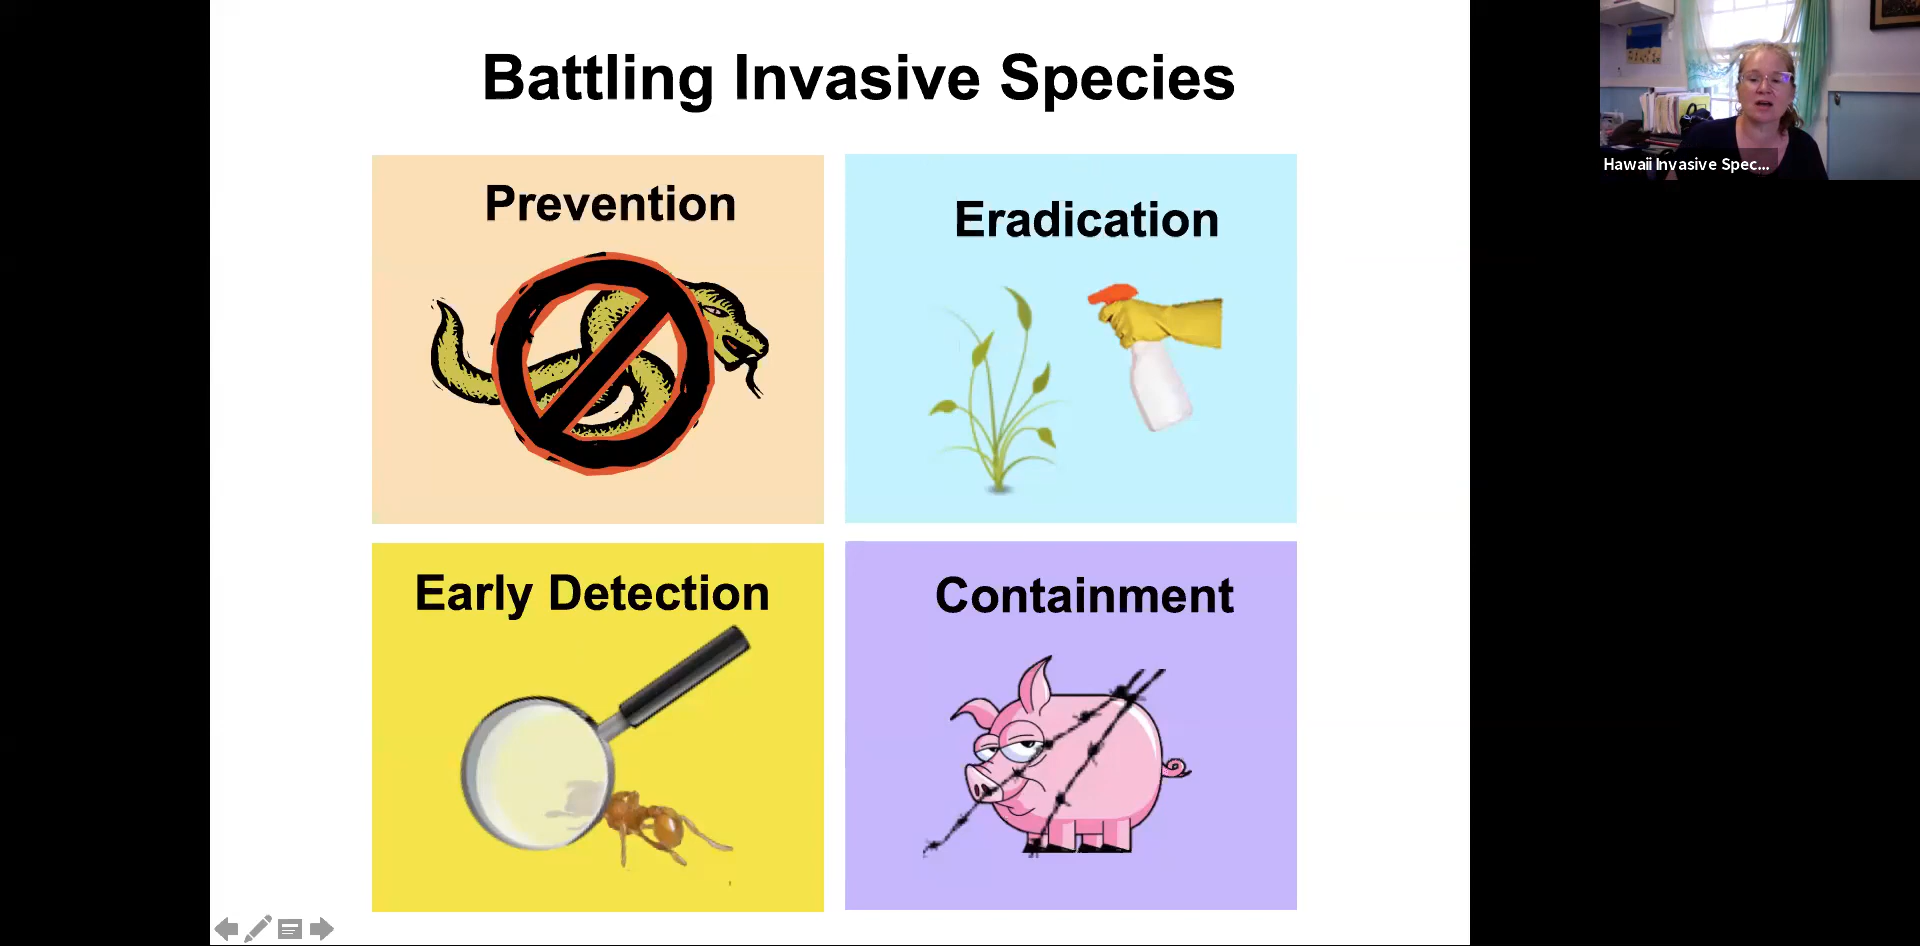 Battling Invasive Species
Prevention
Eradication
Early Detection
Containment
Hawaii Invasive Spec...